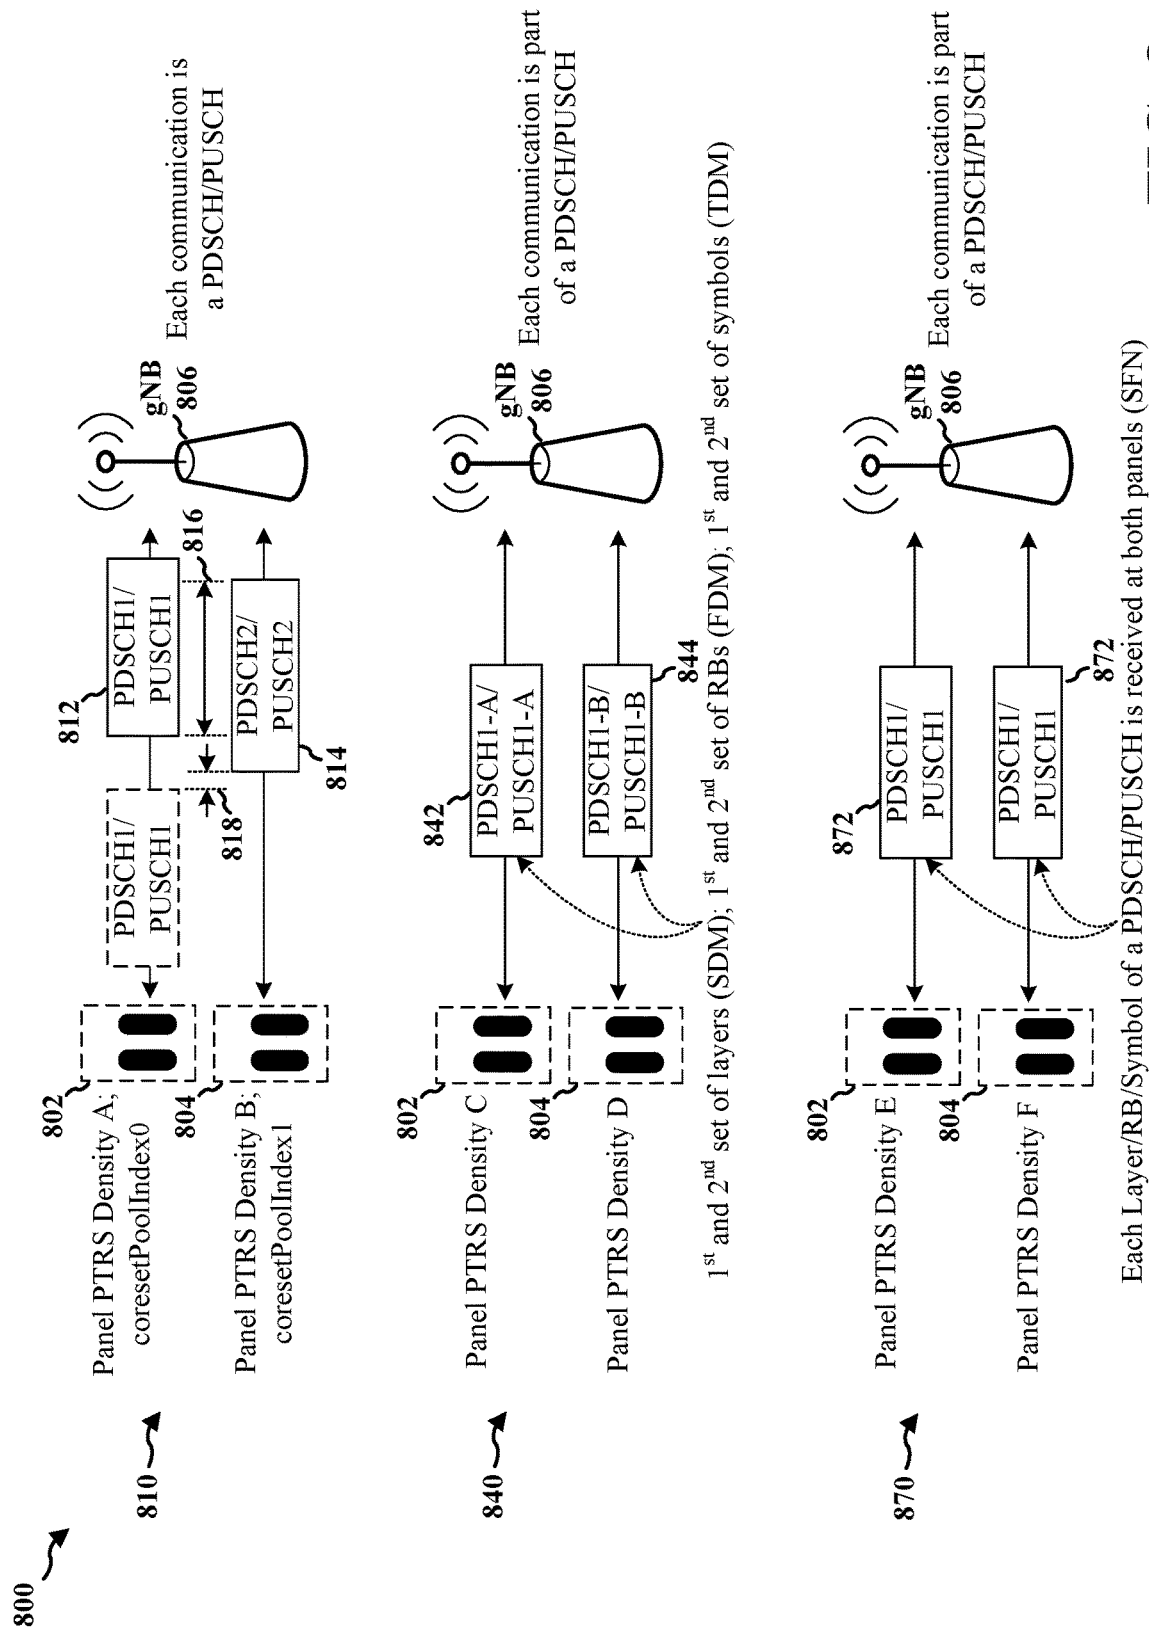 800
810
802
Panel PTRS Density A;
coresetPoolIndex0
804
Panel PTRS Density B;
coresetPoolIndex1
PDSCH1/
PUSCH1
818
812
PDSCH1/
PUSCH1
816
PDSCH2/
PUSCH2
814
gNB
806
Each communication is
a PDSCH/PUSCH
840
802
Panel PTRS Density C
804
Panel PTRS Density D
842
PDSCH1-A/
PUSCH1-A
PDSCH1-B/
PUSCH1-B
844
gNB
806
Each communication is part
of a PDSCH/PUSCH
1st and 2nd set of layers (SDM); 1st and 2nd set of RBs (FDM); 1st and 2nd set of symbols (TDM)
870
802
Panel PTRS Density E
804
Panel PTRS Density F
872
PDSCH1/
PUSCH1
PDSCH1/
PUSCH1
872
gNB
806
Each communication is part
of a PDSCH/PUSCH
Each Layer/RB/Symbol of a PDSCH/PUSCH is received at both panels (SFN)